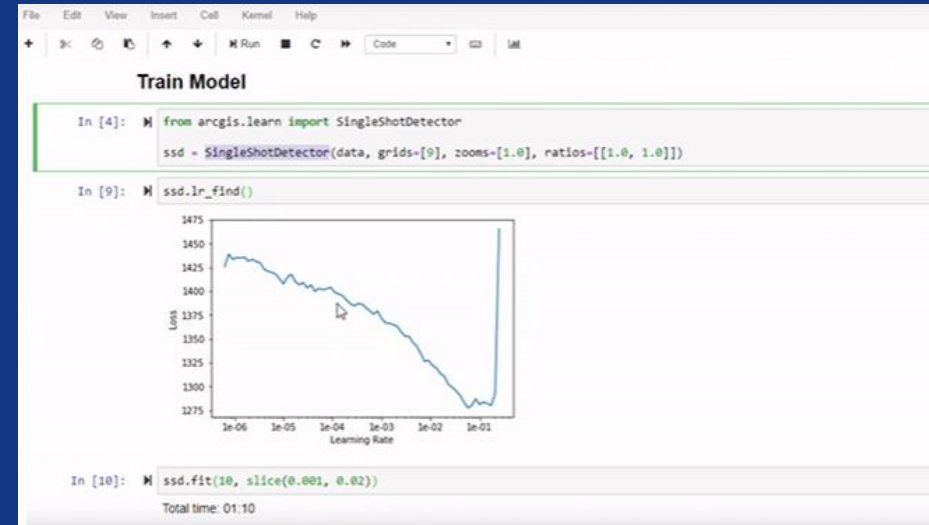 File Edit View Insert Cell Kernel Help
Run Code
Train Model
In [4]: from arcgis.learn import SingleShotDetector
ssd = SingleShotDetector(data, grids=[9], zooms=[1.0], ratios=[[1.0, 1.0]])
In [9]: ssd.lr_find()
1475
1450
1425
1400
1375
1350
1325
1300
1275
Loss
1e-06 1e-05 1e-04 1e-03 1e-02 1e-01
Learning Rate
In [10]: ssd.fit(10, slice(0.001, 0.02))
Total time: 01:10